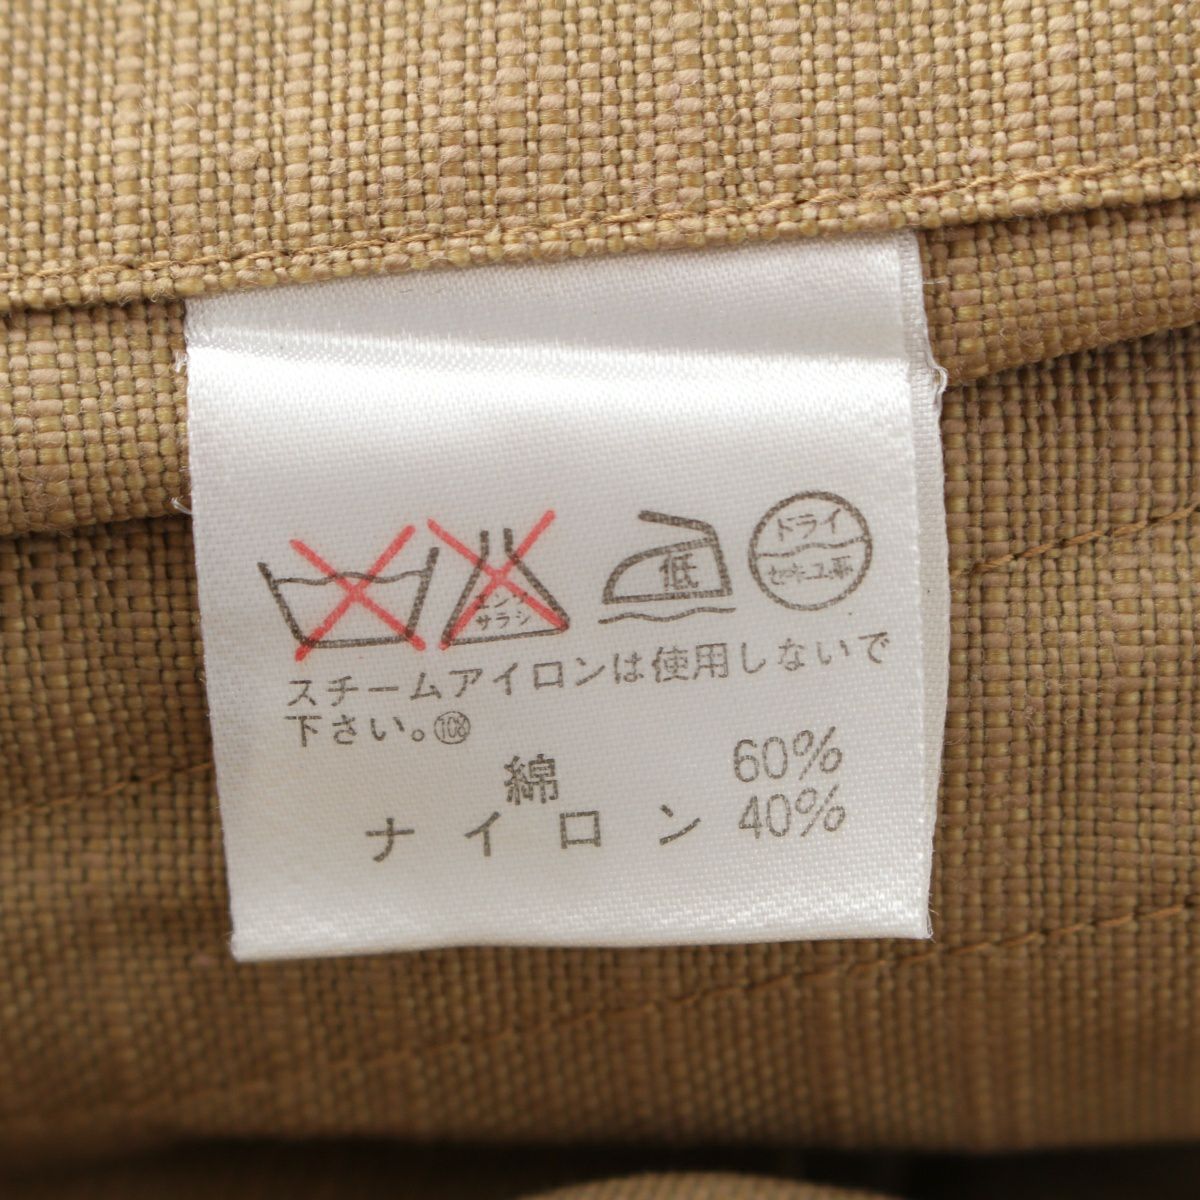 エンソ
サラシ
低
ドライ
セキユ系
スチームアイロンは使用しないで
下さい。108
綿 60%
ナイロン 40%